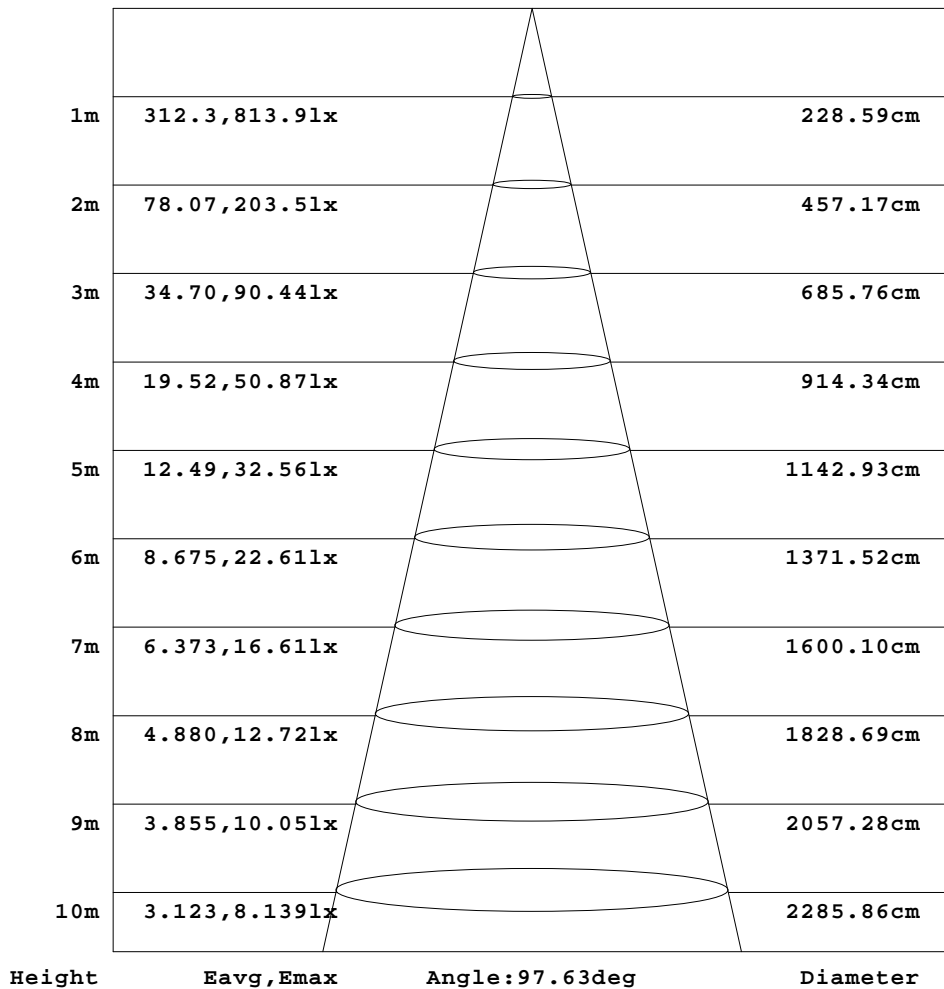 1m 312.3,813.9lx 228.59cm
2m 78.07,203.5lx 457.17cm
3m 34.70,90.44lx 685.76cm
4m 19.52,50.87lx 914.34cm
5m 12.49,32.56lx 1142.93cm
6m 8.675,22.61lx 1371.52cm
7m 6.373,16.61lx 1600.10cm
8m 4.880,12.72lx 1828.69cm
9m 3.855,10.05lx 2057.28cm
10m 3.123,8.139lx 2285.86cm
Height Eavg,Emax Angle:97.63deg Diameter